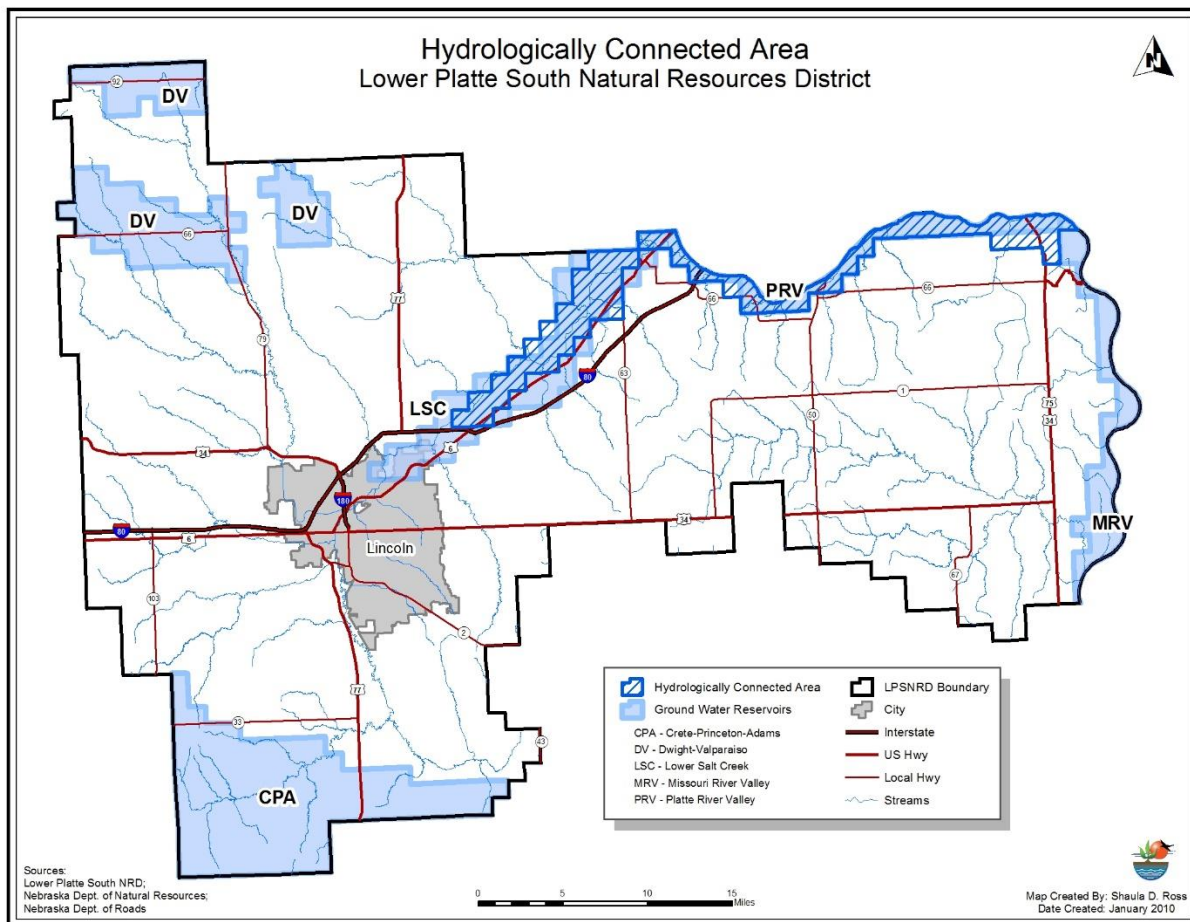 Hydrologically Connected Area
Lower Platte South Natural Resources District
N
92
DV
DV
DV
66
77
79
PRV
66
66
63
80
1
75
34
50
LSC
6
34
180
80
6
Lincoln
34
MRV
67
103
2
77
33
43
CPA
Hydrologically Connected Area
Ground Water Reservoirs
CPA - Crete-Princeton-Adams
DV - Dwight-Valparaiso
LSC - Lower Salt Creek
MRV - Missouri River Valley
PRV - Platte River Valley
LPSNRD Boundary
City
Interstate
US Hwy
Local Hwy
Streams
Sources:
Lower Platte South NRD;
Nebraska Dept. of Natural Resources;
Nebraska Dept. of Roads
0 5 10 15
Miles
Map Created By: Shaula D. Ross
Date Created: January 2010